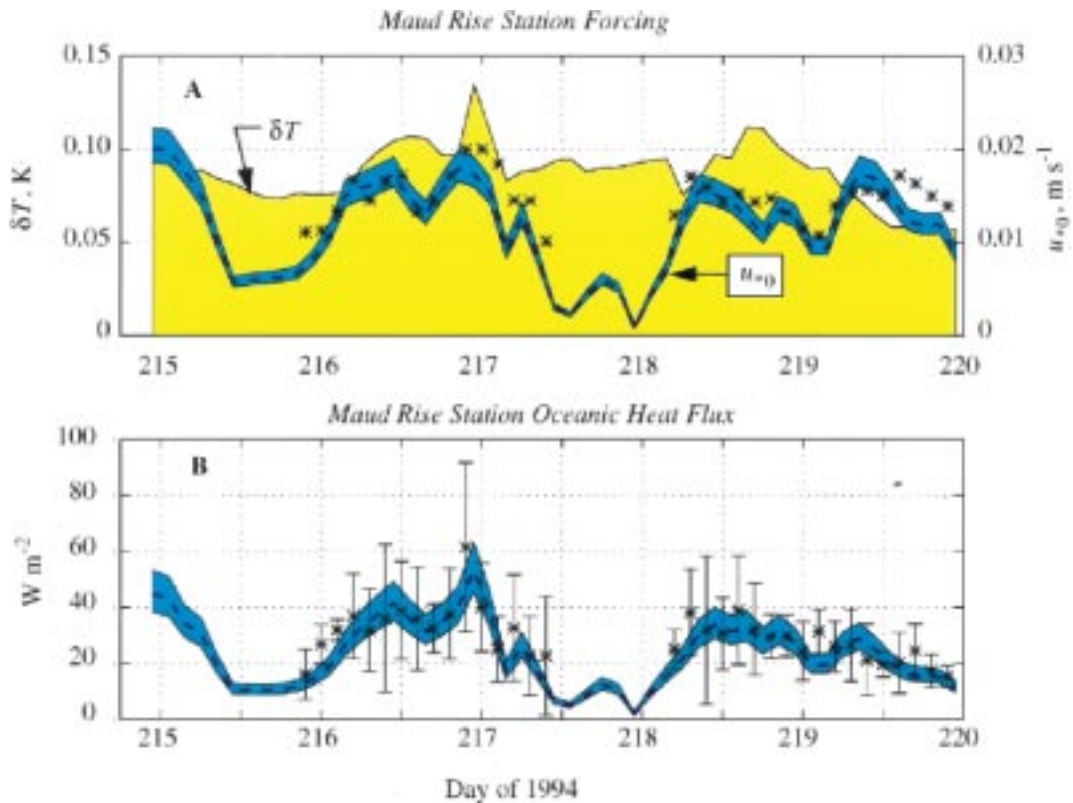 Maud Rise Station Forcing
0.15
0.03
A
δT
0.10
0.02
δT, K
u*0, m s-1
0.05
0.01
u*0
0
0
215
216
217
218
219
220
Maud Rise Station Oceanic Heat Flux
100
B
80
60
W m-2
40
20
0
215
216
217
218
219
220
Day of 1994